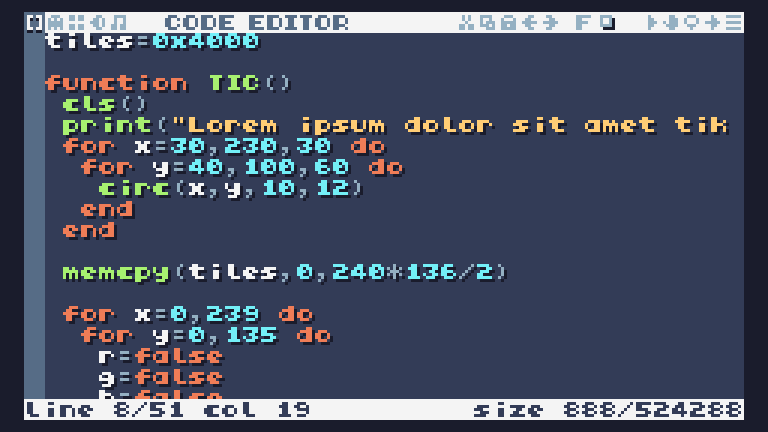 CODE EDITOR F
tiles=0x4000
function TIC()
cls()
print("Lorem ipsum dolor sit amet tik
for x=30,230,30 do
for y=40,100,60 do
circ(x,y,10,12)
end
end
memcpy(tiles,0,240*136/2)
for x=0,239 do
for y=0,135 do
r=false
g=false
b=false
line 8/51 col 19 size 888/524288